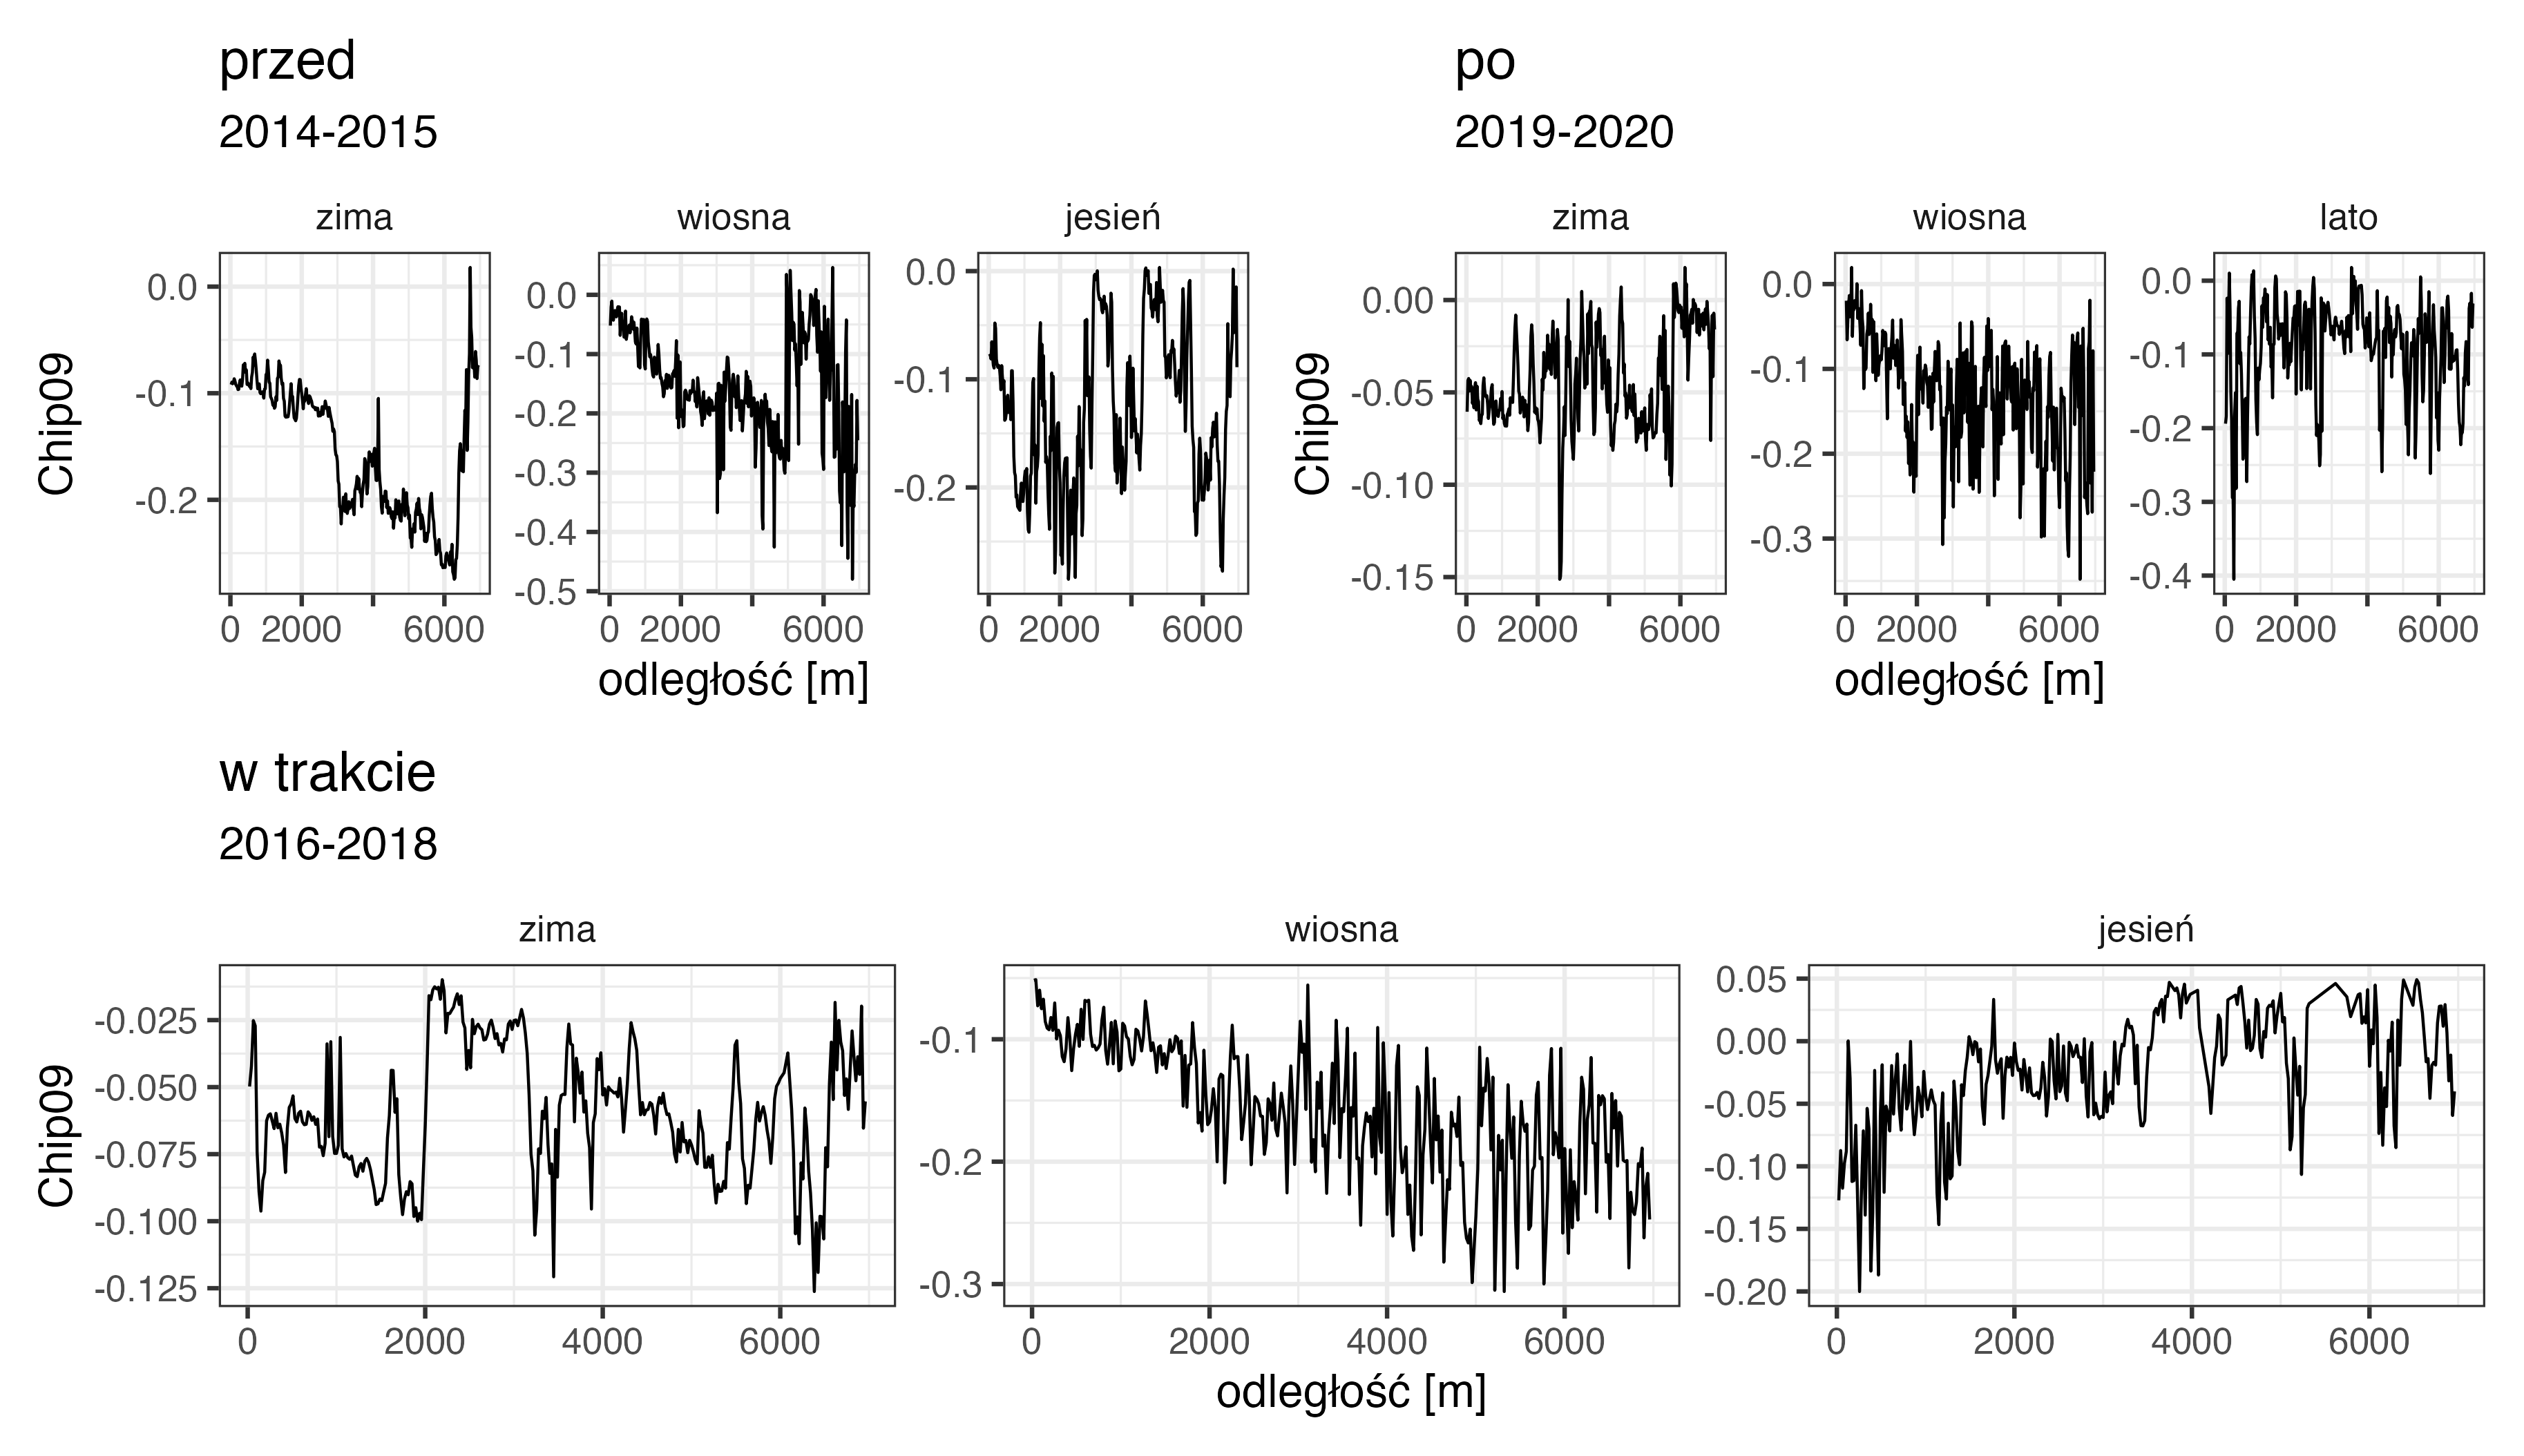 przed
2014-2015
po
2019-2020
zima
wiosna
jesień
zima
wiosna
lato
Chip09
0.0
-0.1
-0.2
0 2000 6000
0.0
-0.1
-0.2
-0.3
-0.4
-0.5
0 2000 6000
0.0
-0.1
-0.2
0 2000 6000
odległość [m]
Chip09
0.00
-0.05
-0.10
-0.15
0 2000 6000
0.0
-0.1
-0.2
-0.3
0 2000 6000
0.0
-0.1
-0.2
-0.3
-0.4
0 2000 6000
odległość [m]
w trakcie
2016-2018
zima
wiosna
jesień
Chip09
-0.025
-0.050
-0.075
-0.100
-0.125
0 2000 4000 6000
-0.1
-0.2
-0.3
0 2000 4000 6000
0.05
0.00
-0.05
-0.10
-0.15
-0.20
0 2000 4000 6000
odległość [m]